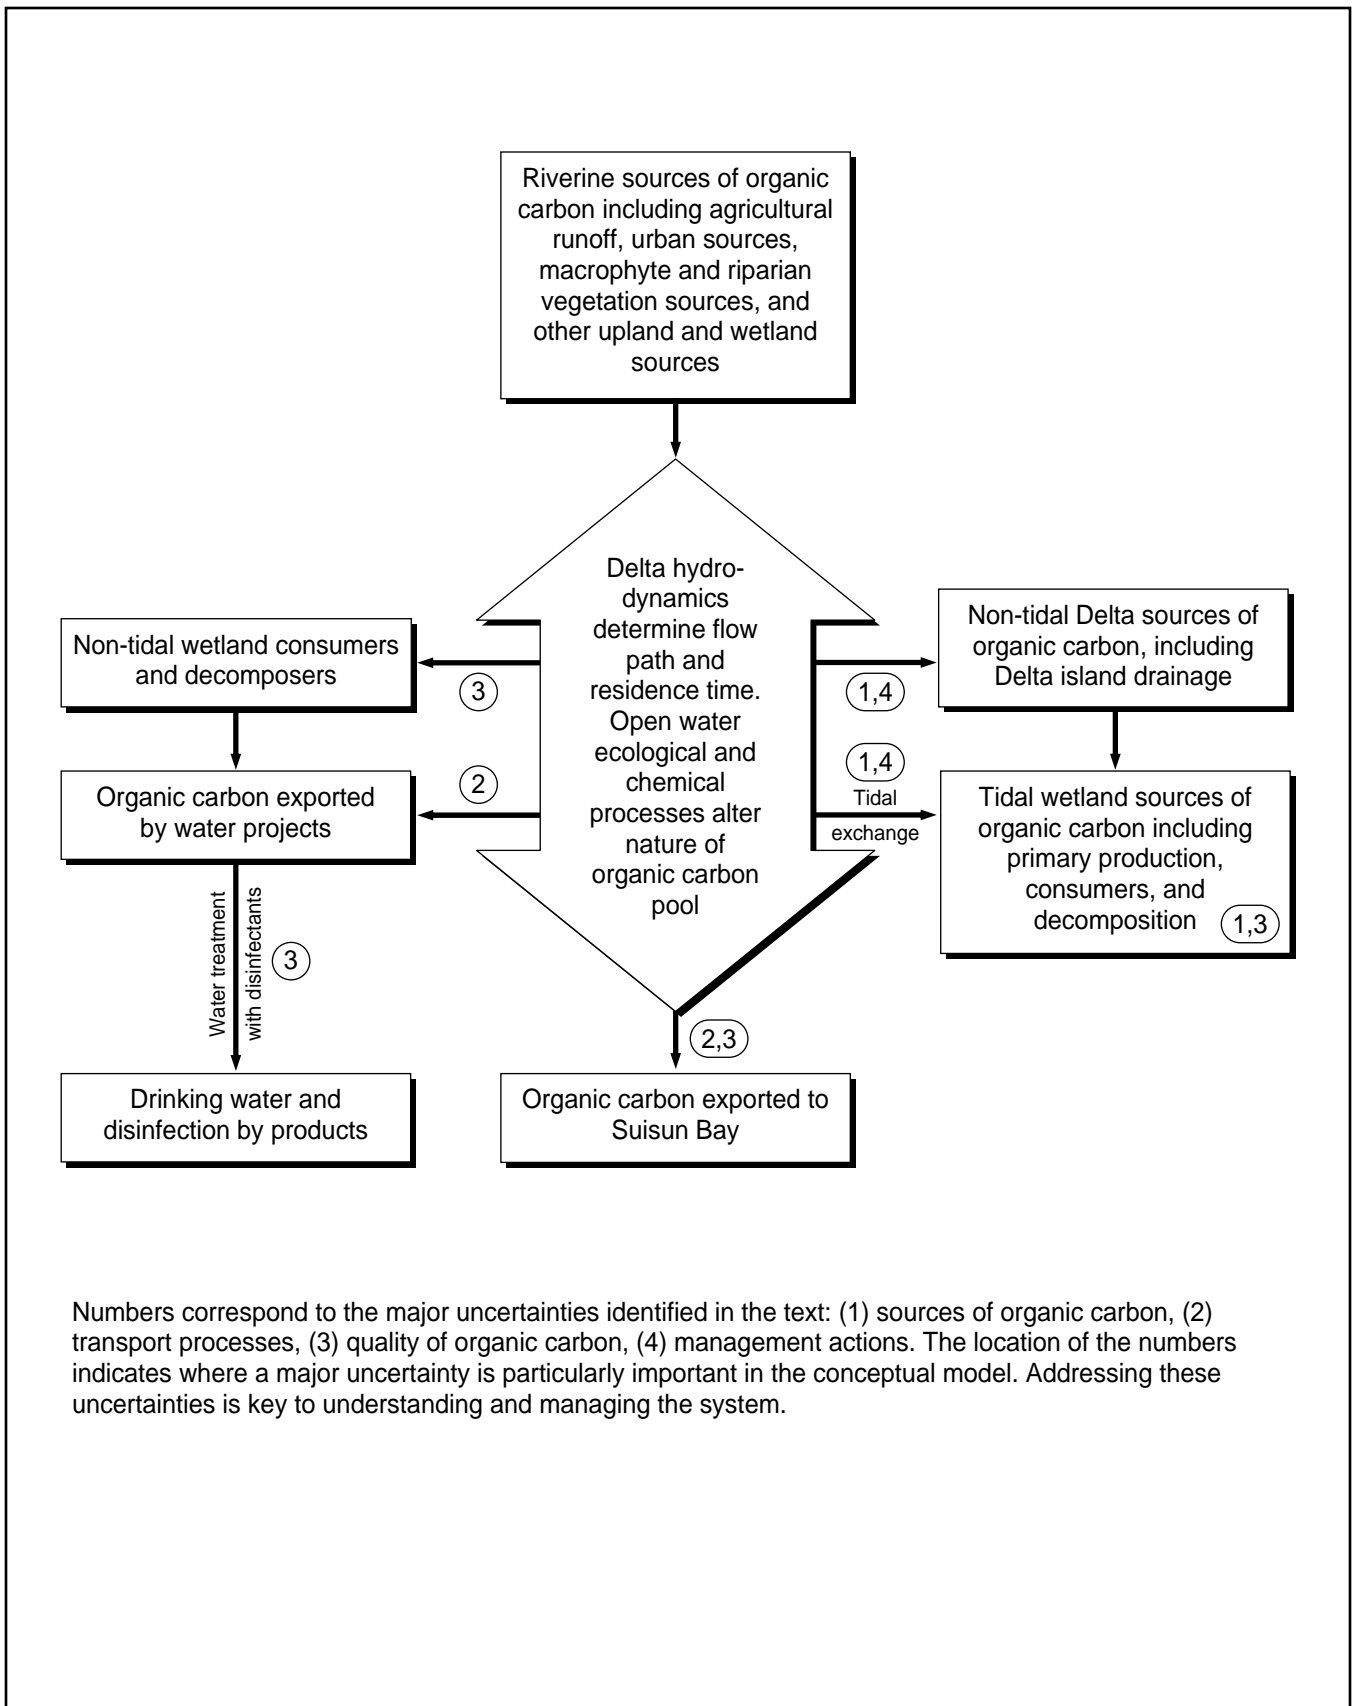 Riverine sources of organic
carbon including agricultural
runoff, urban sources,
macrophyte and riparian
vegetation sources, and
other upland and wetland
sources
Delta hydro-
dynamics
determine flow
path and
residence time.
Open water
ecological and
chemical
processes alter
nature of
organic carbon
pool
Non-tidal wetland consumers
and decomposers
3
Organic carbon exported
by water projects
2
Water treatment
with disinfectants
3
Drinking water and
disinfection by products
Non-tidal Delta sources of
organic carbon, including
Delta island drainage
1,4
1,4
Tidal
exchange
Tidal wetland sources of
organic carbon including
primary production,
consumers, and
decomposition
1,3
2,3
Organic carbon exported to
Suisun Bay
Numbers correspond to the major uncertainties identified in the text: (1) sources of organic carbon, (2)
transport processes, (3) quality of organic carbon, (4) management actions. The location of the numbers
indicates where a major uncertainty is particularly important in the conceptual model. Addressing these
uncertainties is key to understanding and managing the system.